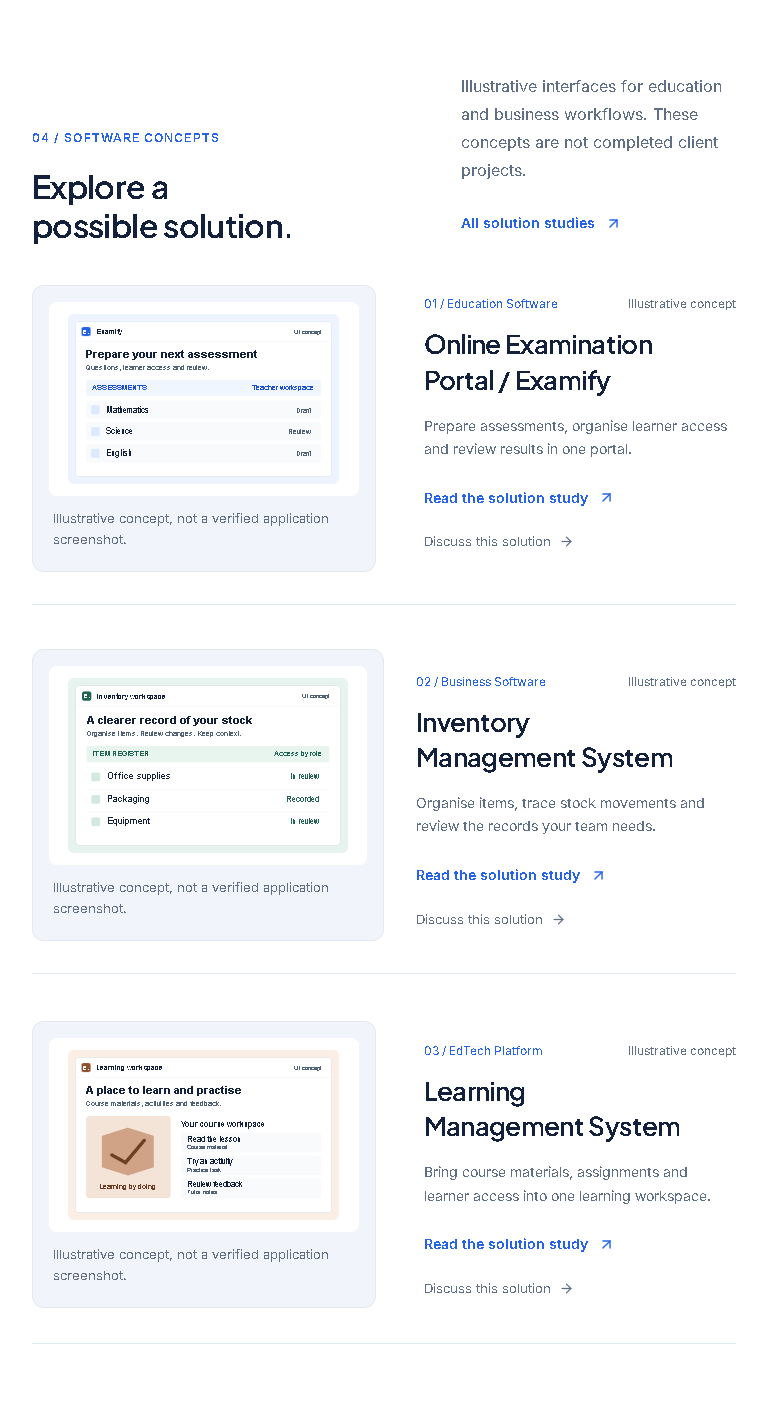 04 / SOFTWARE CONCEPTS
Explore a
possible solution.
Illustrative interfaces for education
and business workflows. These
concepts are not completed client
projects.
All solution studies
E.
Examify
UI concept
Prepare your next assessment
Questions, learner access and review.
ASSESSMENTS
Teacher workspace
Mathematics
Draft
Science
Review
English
Draft
Illustrative concept, not a verified application
screenshot.
01 / Education Software
Illustrative concept
Online Examination
Portal / Examify
Prepare assessments, organise learner access
and review results in one portal.
Read the solution study
Discuss this solution
E.
Inventory workspace
UI concept
A clearer record of your stock
Organise items. Review changes. Keep context.
ITEM REGISTER
Access by role
Office supplies
In review
Packaging
Recorded
Equipment
In review
Illustrative concept, not a verified application
screenshot.
02 / Business Software
Illustrative concept
Inventory
Management System
Organise items, trace stock movements and
review the records your team needs.
Read the solution study
Discuss this solution
E.
Learning workspace
UI concept
A place to learn and practise
Course materials, activities and feedback.
Learning by doing
Your course workspace
Read the lesson
Course material
Try an activity
Practice task
Review feedback
Tutor notes
Illustrative concept, not a verified application
screenshot.
03 / EdTech Platform
Illustrative concept
Learning
Management System
Bring course materials, assignments and
learner access into one learning workspace.
Read the solution study
Discuss this solution